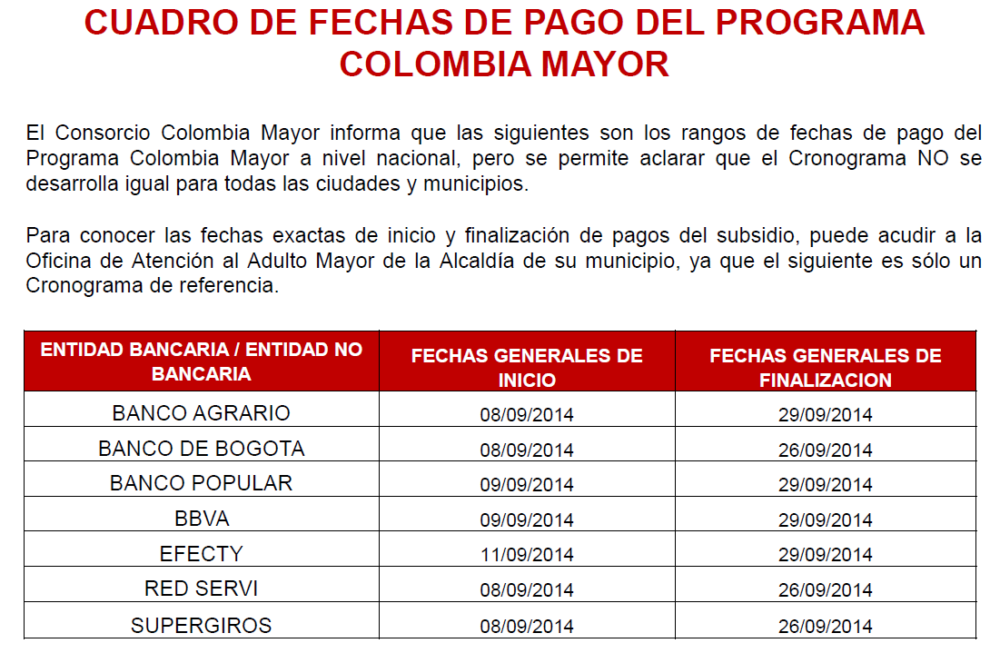 CUADRO DE FECHAS DE PAGO DEL PROGRAMA
COLOMBIA MAYOR
El Consorcio Colombia Mayor informa que las siguientes son los rangos de fechas de pago del
Programa Colombia Mayor a nivel nacional, pero se permite aclarar que el Cronograma NO se
desarrolla igual para todas las ciudades y municipios.
Para conocer las fechas exactas de inicio y finalización de pagos del subsidio, puede acudir a la
Oficina de Atención al Adulto Mayor de la Alcaldía de su municipio, ya que el siguiente es sólo un
Cronograma de referencia.
ENTIDAD BANCARIA / ENTIDAD NO
BANCARIA
FECHAS GENERALES DE
INICIO
FECHAS GENERALES DE
FINALIZACION
BANCO AGRARIO 08/09/2014 29/09/2014
BANCO DE BOGOTA 08/09/2014 26/09/2014
BANCO POPULAR 09/09/2014 29/09/2014
BBVA 09/09/2014 29/09/2014
EFECTY 11/09/2014 29/09/2014
RED SERVI 08/09/2014 26/09/2014
SUPERGIROS 08/09/2014 26/09/2014